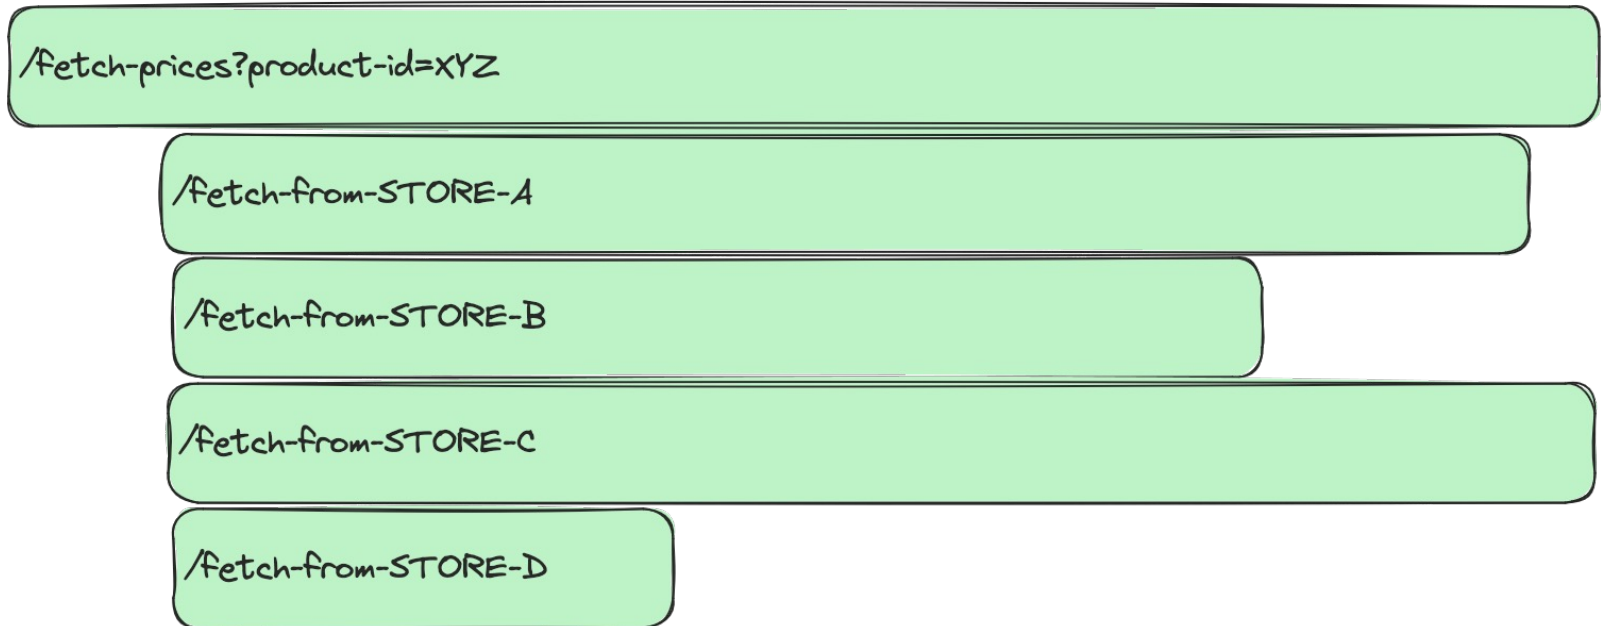 /fetch-prices?product-id=XYZ
/fetch-from-STORE-A
/fetch-from-STORE-B
/fetch-from-STORE-C
/fetch-from-STORE-D